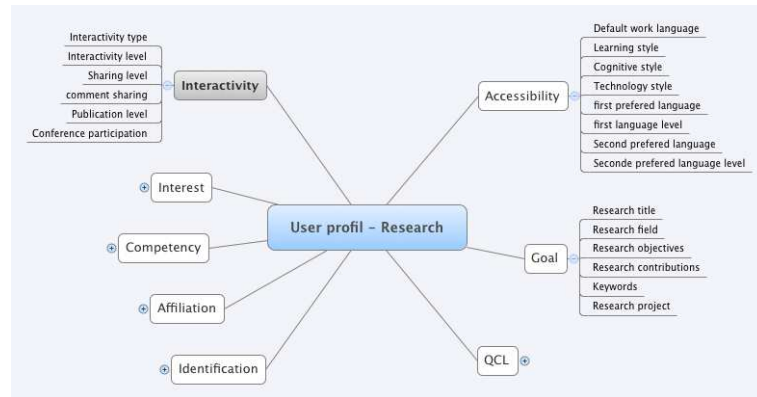 Interactivity type
Interactivity level
Sharing level
comment sharing
Publication level
Conference participation
Interactivity
Interest
Competency
Affiliation
Identification
User profil – Research
Default work language
Learning style
Cognitive style
Technology style
first prefered language
first language level
Second prefered language
Seconde prefered language level
Accessibility
Research title
Research field
Research objectives
Research contributions
Keywords
Research project
Goal
QCL